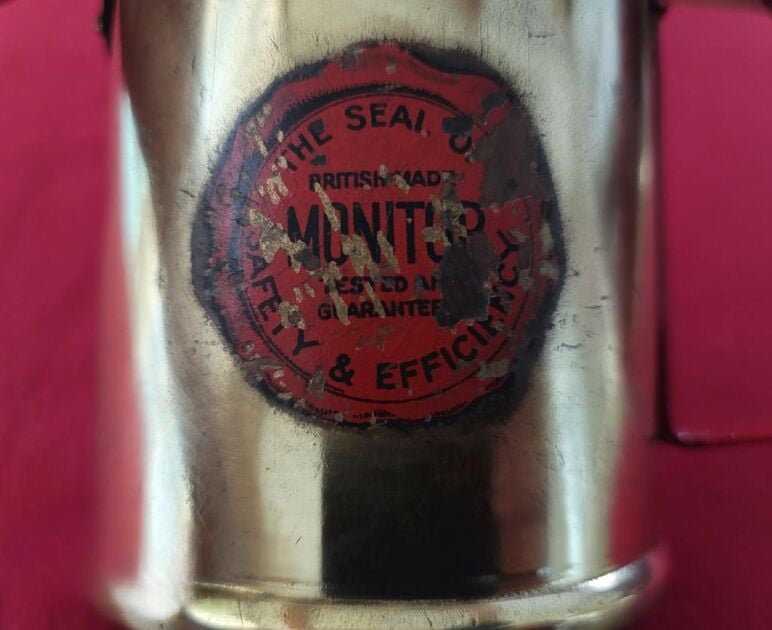 THE SEAL OF
BRITISH MADE
MONITOR
TESTED AND
GUARANTEED
SAFETY & EFFICIENCY